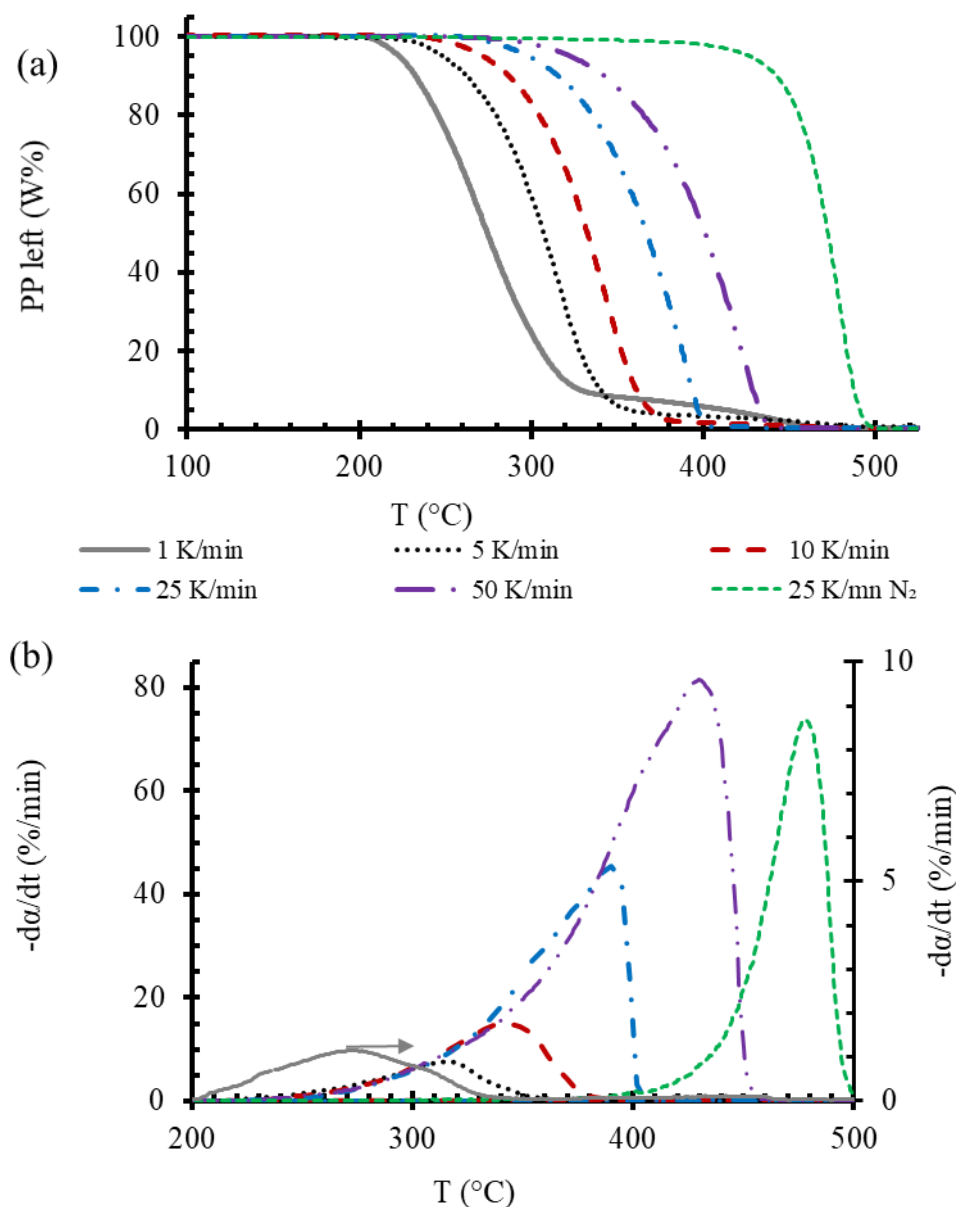 (a)
PP left (W%)
100
80
60
40
20
0
100 200 300 400 500
T (°C)
1 K/min 5 K/min 10 K/min
25 K/min 50 K/min 25 K/mn N₂
(b)
-dα/dt (%/min)
80
60
40
20
0
10
5
0
-dα/dt (%/min)
200 300 400 500
T (°C)